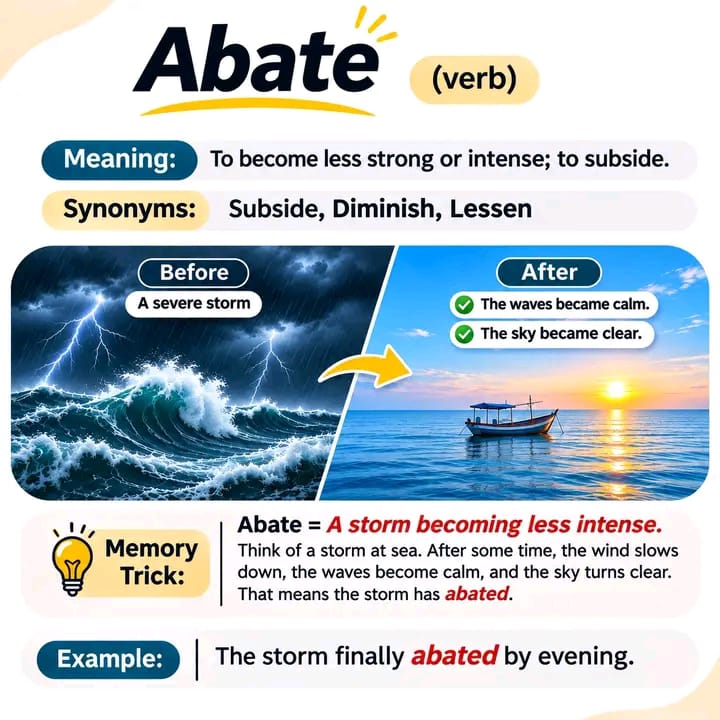 Abate
(verb)
Meaning: To become less strong or intense; to subside.
Synonyms: Subside, Diminish, Lessen
Before
A severe storm
After
The waves became calm.
The sky became clear.
Memory
Trick:
Abate = A storm becoming less intense.
Think of a storm at sea. After some time, the wind slows
down, the waves become calm, and the sky turns clear.
That means the storm has abated.
Example: The storm finally abated by evening.